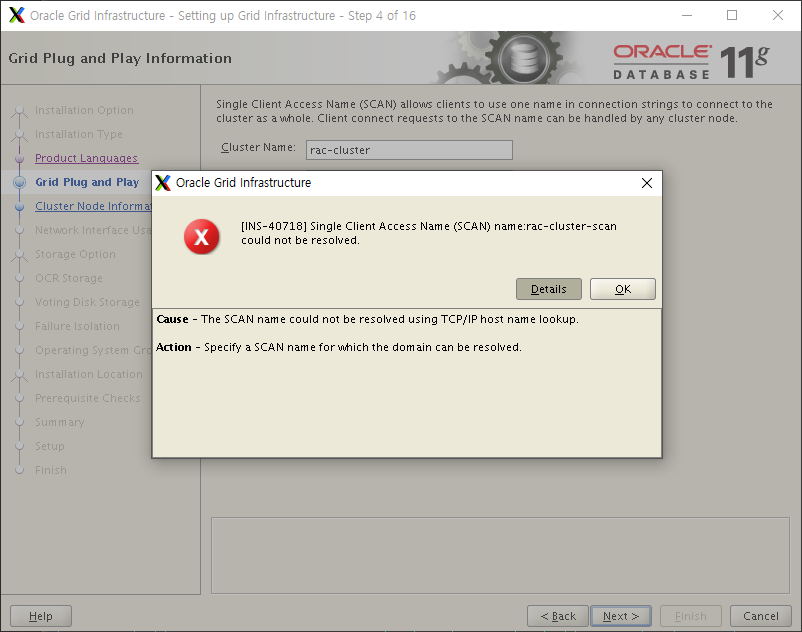 Oracle Grid Infrastructure - Setting up Grid Infrastructure - Step 4 of 16
Grid Plug and Play Information
ORACLE
DATABASE 11g
Installation Option
Installation Type
Product Languages
Grid Plug and Play
Cluster Node Informat
Network Interface Usa
Storage Option
OCR Storage
Voting Disk Storage
Failure Isolation
Operating System Gro
Installation Location
Prerequisite Checks
Summary
Setup
Finish
Single Client Access Name (SCAN) allows clients to use one name in connection strings to connect to the
cluster as a whole. Client connect requests to the SCAN name can be handled by any cluster node.
Cluster Name: rac-cluster
Oracle Grid Infrastructure
[INS-40718] Single Client Access Name (SCAN) name:rac-cluster-scan
could not be resolved.
Details OK
Cause - The SCAN name could not be resolved using TCP/IP host name lookup.
Action - Specify a SCAN name for which the domain can be resolved.
Help < Back Next > Finish Cancel